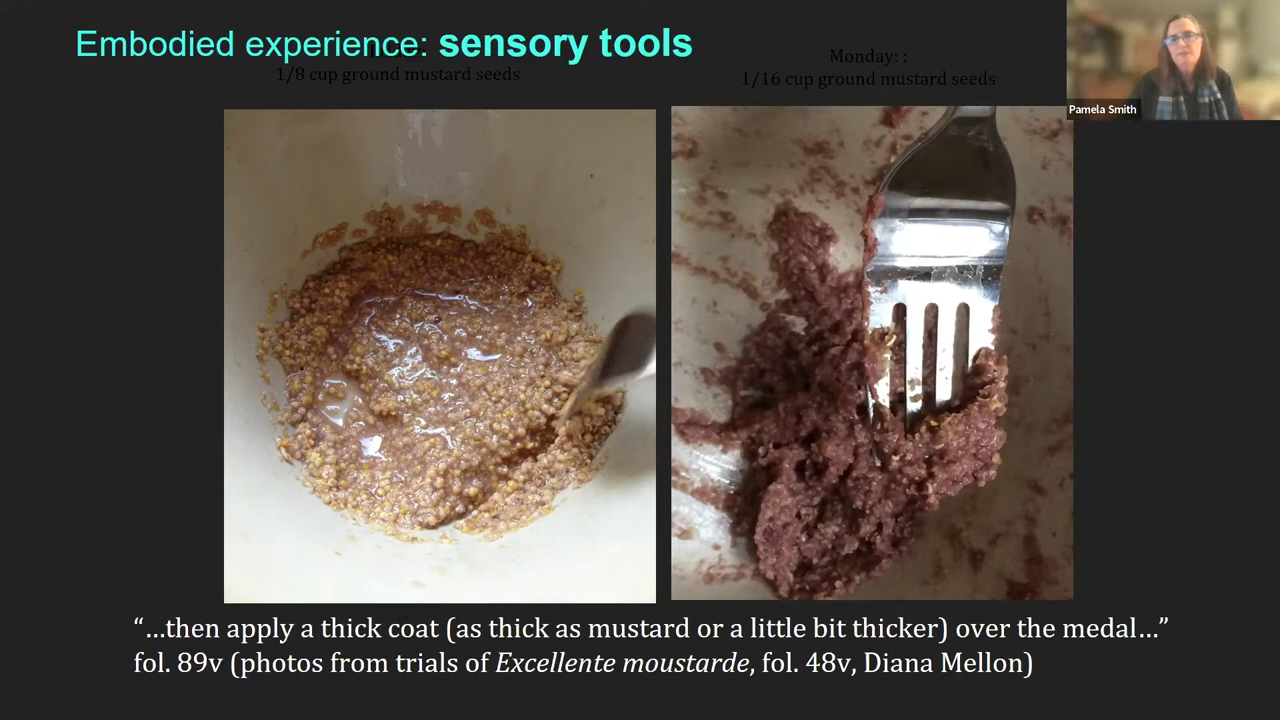 Embodied experience: sensory tools
1/8 cup ground mustard seeds
Monday: :
1/16 cup ground mustard seeds
Pamela Smith
“…then apply a thick coat (as thick as mustard or a little bit thicker) over the medal…”
fol. 89v (photos from trials of Excellente moustarde, fol. 48v, Diana Mellon)